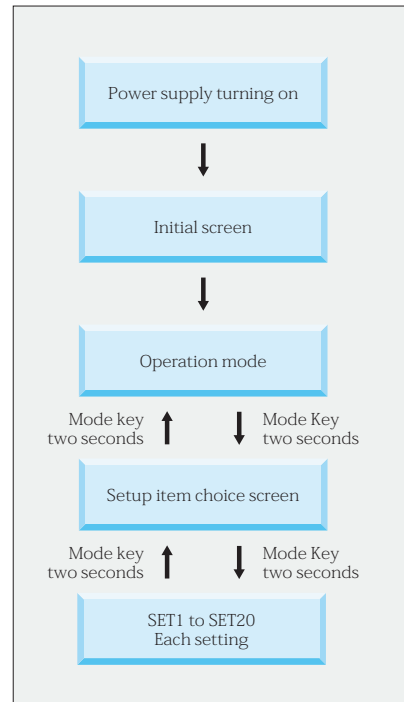 Power supply turning on
Initial screen
Operation mode
Mode key
two seconds
Mode Key
two seconds
Setup item choice screen
Mode key
two seconds
Mode Key
two seconds
SET1 to SET20
Each setting